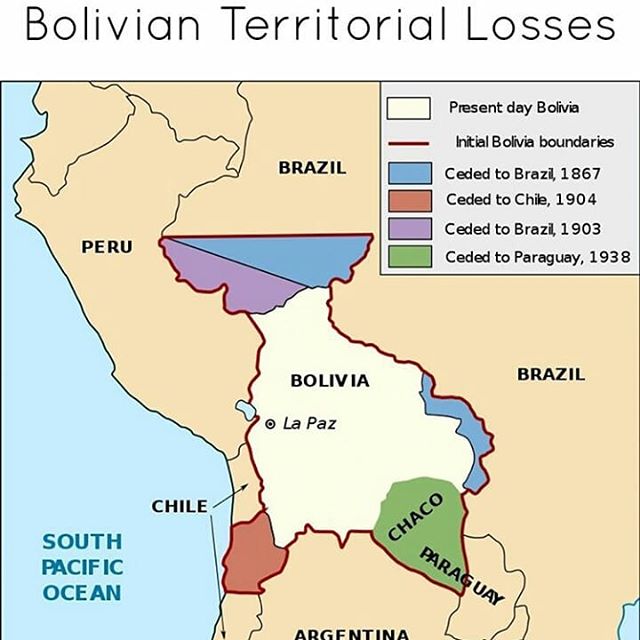 Bolivian Territorial Losses
Present day Bolivia
Initial Bolivia boundaries
Ceded to Brazil, 1867
Ceded to Chile, 1904
Ceded to Brazil, 1903
Ceded to Paraguay, 1938
BRAZIL
PERU
BOLIVIA
BRAZIL
La Paz
CHILE
CHACO
SOUTH
PACIFIC
OCEAN
PARAGUAY
ARGENTINA